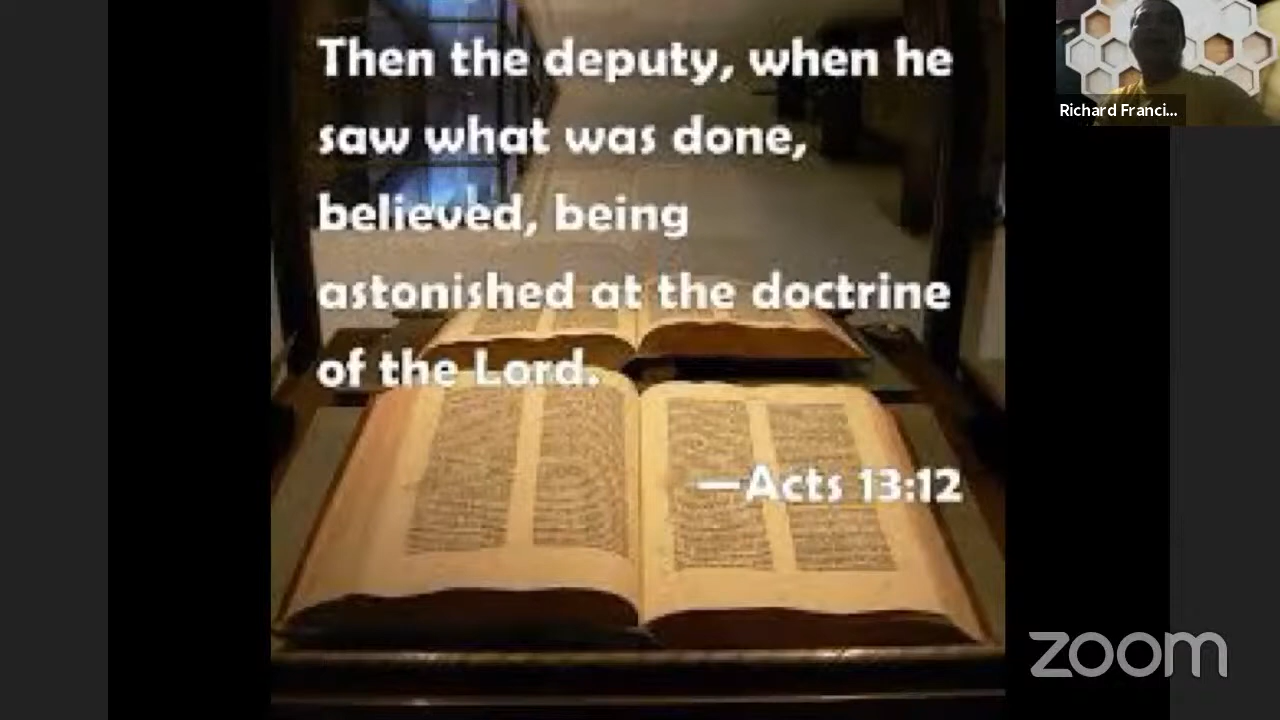 Then the deputy, when he
saw what was done,
believed, being
astonished at the doctrine
of the Lord.
—Acts 13:12
Richard Franci...
zoom